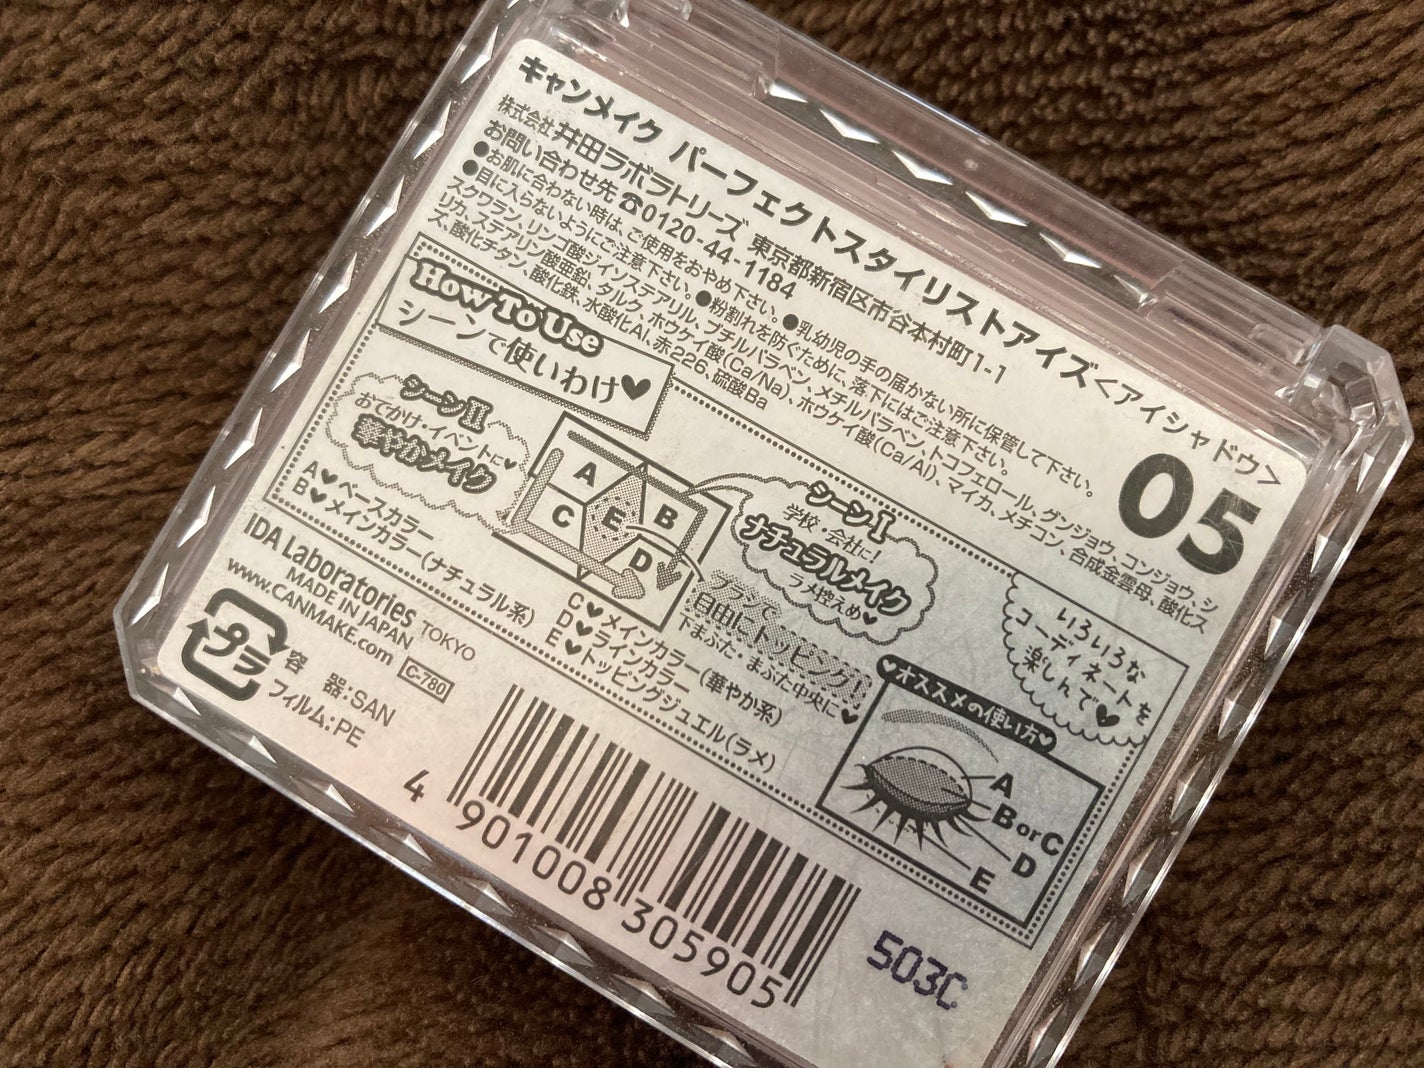 キャンメイク パーフェクトスタイリストアイズ<アイシャドウ>
株式会社井田ラボラトリーズ 東京都新宿区市谷本村町1-1
お問い合わせ先☎0120-44-1184
05
●お肌に合わない時は、ご使用をおやめ下さい。●乳幼児の手の届かない所に保管して下さい。
●目に入らないようにご注意下さい。●粉割れを防ぐために、落下にはご注意下さい。
スクワラン、リンゴ酸ジイソステアリル、ブチルパラベン、メチルパラベン、トコフェロール、グンジョウ、コンジョウ、シ
リカ、ステアリン酸亜鉛、タルク、ホウケイ酸(Ca/Na)、ホウケイ酸(Ca/Al)、マイカ、メチコン、合成金雲母、酸化ス
ズ、酸化チタン、酸化鉄、水酸化Al、赤226、硫酸Ba
How To Use
シーンで使いわけ♥
シーンⅡ
おでかけ・イベントに♥
華やかメイク
A
B
C
D
E
シーンⅠ
学校・会社に!
ナチュラルメイク
ラメ控えめ♥
ブラシで
自由にトッピング!
下まぶた・まぶた中央に♥
いろいろな
コーディネートを
楽しんで♥
A♥ベースカラー
B♥メインカラー(ナチュラル系)
C♥メインカラー(華やか系)
D♥ラインカラー
E♥トッピングジュエル(ラメ)
♥オススメの使い方♥
A
B or C
D
E
IDA Laboratories TOKYO
MADE IN JAPAN
www.CANMAKE.com C-780
プラ
容 器:SAN
フィルム:PE
4 901008 305905
503C